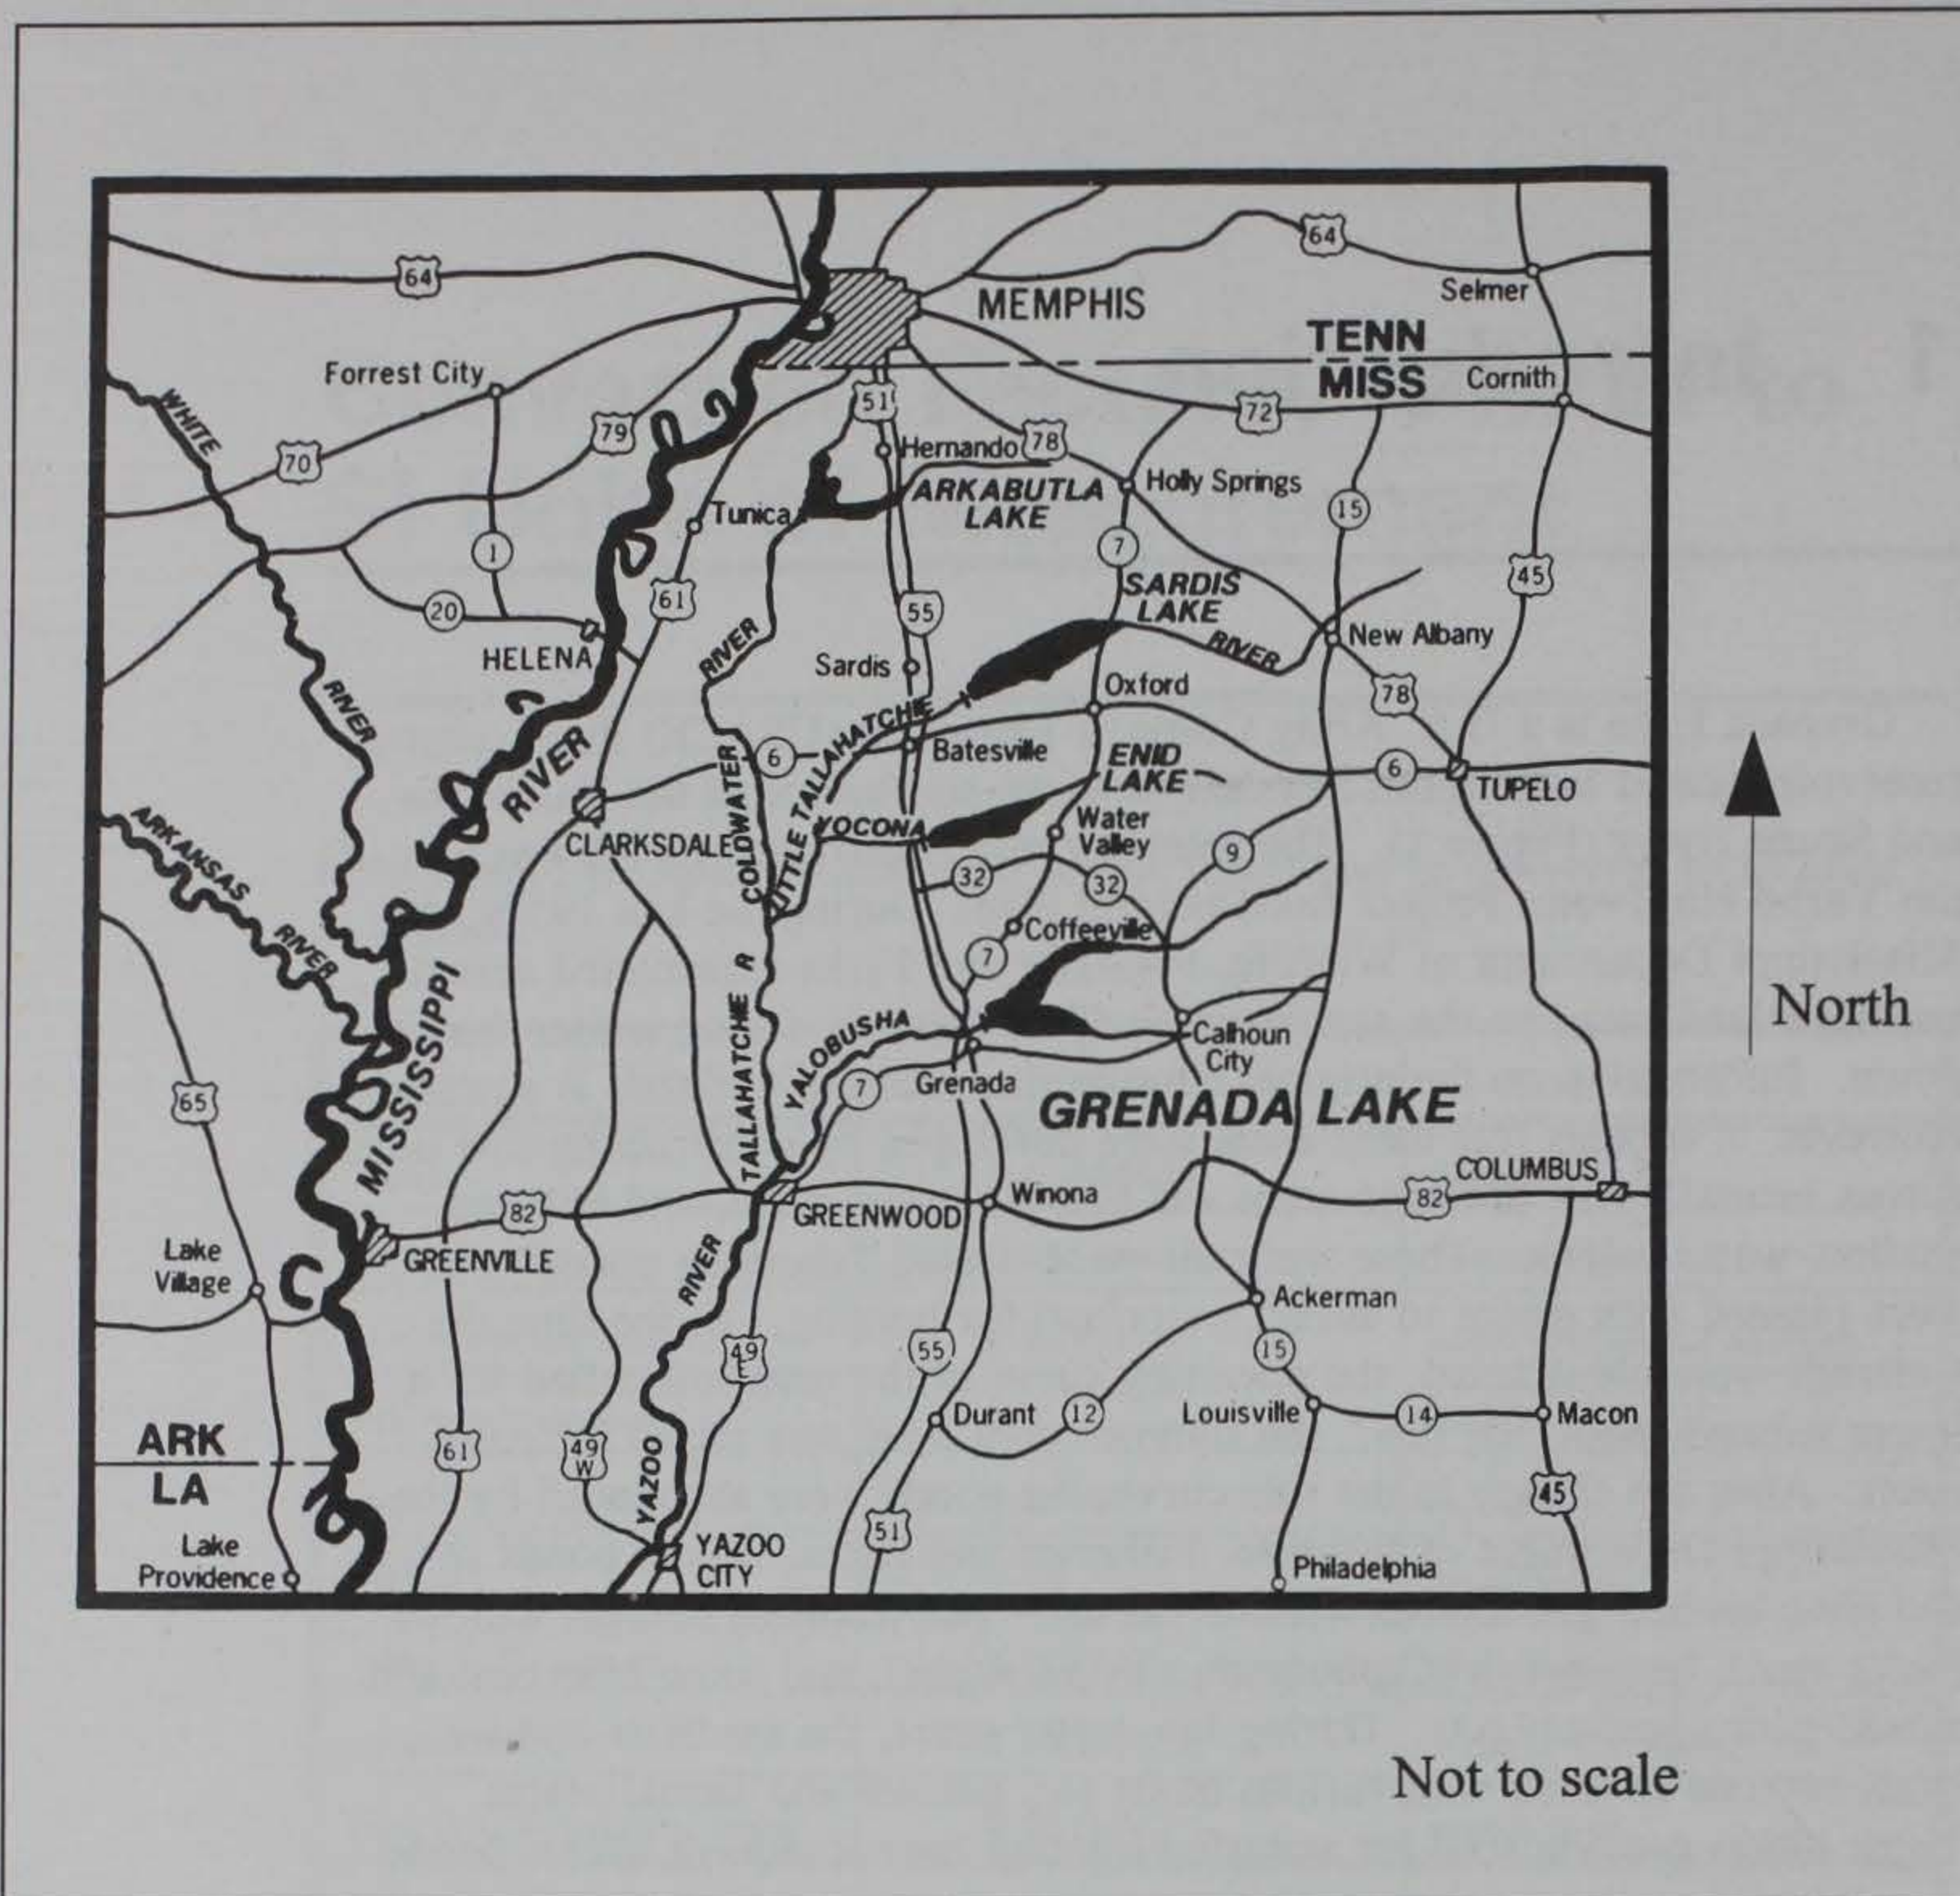 64
64
MEMPHIS
Selmer
TENN
MISS
Cornith
Forrest City
WHITE
51
72
79
78
70
Hernando
ARKABUTLA
LAKE
Holly Springs
Tunica
15
1
7
45
SARDIS
LAKE
61
20
55
RIVER
RIVER
New Albany
HELENA
Sardis
RIVER
Oxford
78
LITTLE TALLAHATCHIE
RIVER
6
Batesville
ENID
LAKE
6
TUPELO
COLDWATER
CLARKSDALE
YOCONA
Water
Valley
9
ARKANSAS
RIVER
32
32
Coffeeville
7
MISSISSIPPI
TALLAHATCHIE R
YALOBUSHA
North
Calhoun
City
7
Grenada
65
GRENADA LAKE
COLUMBUS
82
GREENWOOD
Winona
82
Lake
Village
GREENVILLE
RIVER
Ackerman
49
E
55
15
Durant
12
Louisville
14
Macon
ARK
LA
61
49
W
YAZOO
45
51
Lake
Providence
YAZOO
CITY
Philadelphia
Not to scale